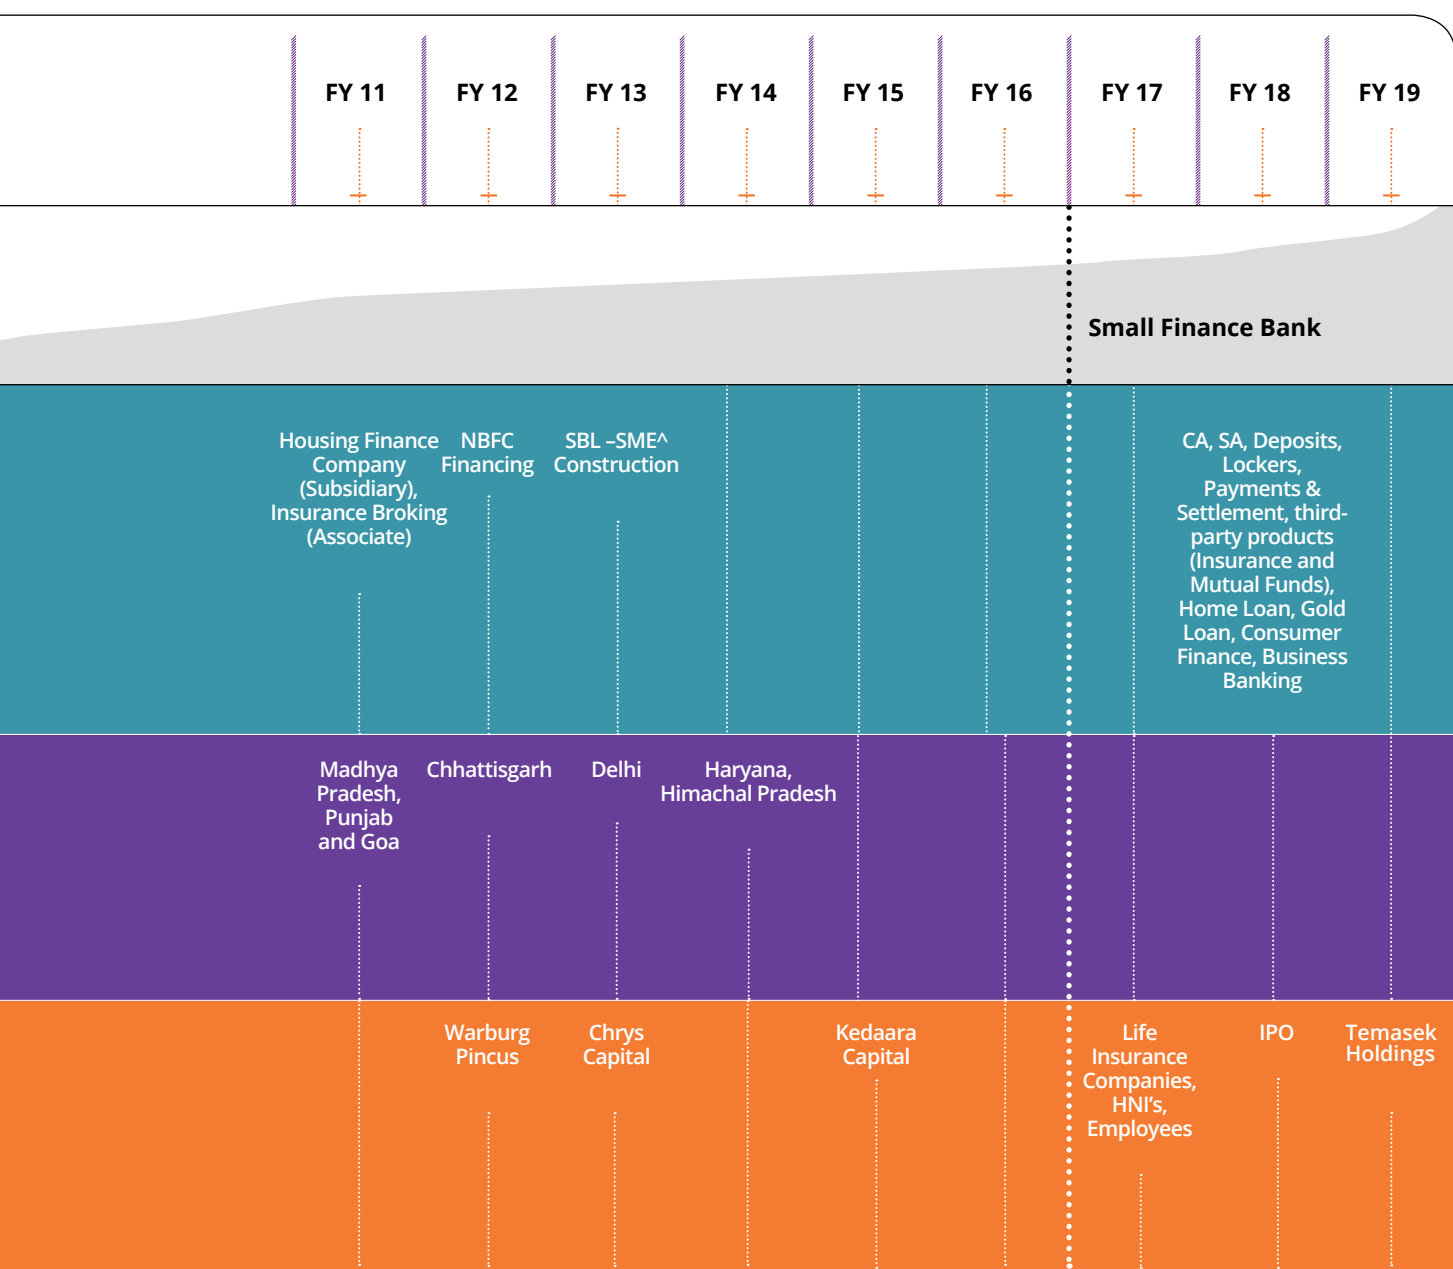 FY 11
FY 12
FY 13
FY 14
FY 15
FY 16
FY 17
FY 18
FY 19
Small Finance Bank
Housing Finance
Company
(Subsidiary),
Insurance Broking
(Associate)
NBFC
Financing
SBL –SME^
Construction
CA, SA, Deposits,
Lockers,
Payments &
Settlement, third-
party products
(Insurance and
Mutual Funds),
Home Loan, Gold
Loan, Consumer
Finance, Business
Banking
Madhya
Pradesh,
Punjab
and Goa
Chhattisgarh
Delhi
Haryana,
Himachal Pradesh
Warburg
Pincus
Chrys
Capital
Kedaara
Capital
Life
Insurance
Companies,
HNI’s,
Employees
IPO
Temasek
Holdings